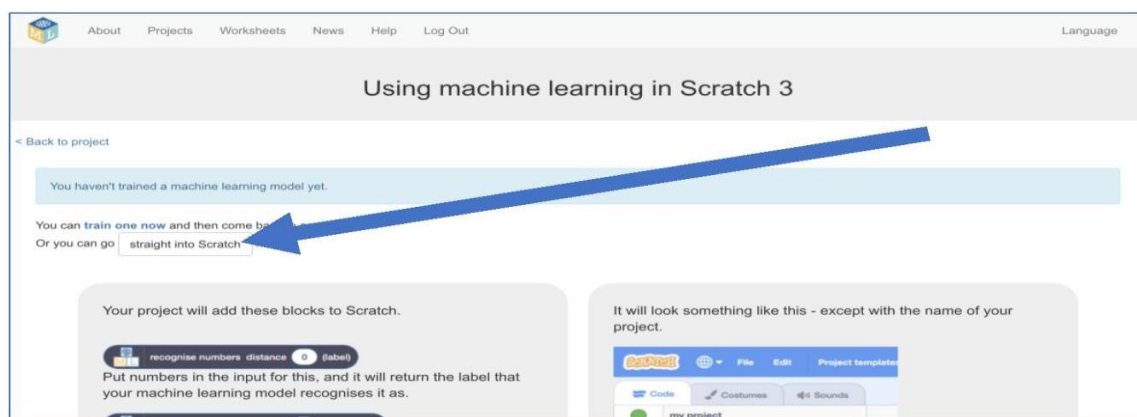 ML
About Projects Worksheets News Help Log Out Language
Using machine learning in Scratch 3
< Back to project
You haven't trained a machine learning model yet.
You can train one now and then come
Or you can go straight into Scratch
Your project will add these blocks to Scratch.
recognise numbers distance 0 (label)
Put numbers in the input for this, and it will return the label that
your machine learning model recognises it as.
It will look something like this - except with the name of your
project.
SCRATCH File Edit Project templates
Code Costumes Sounds
my project